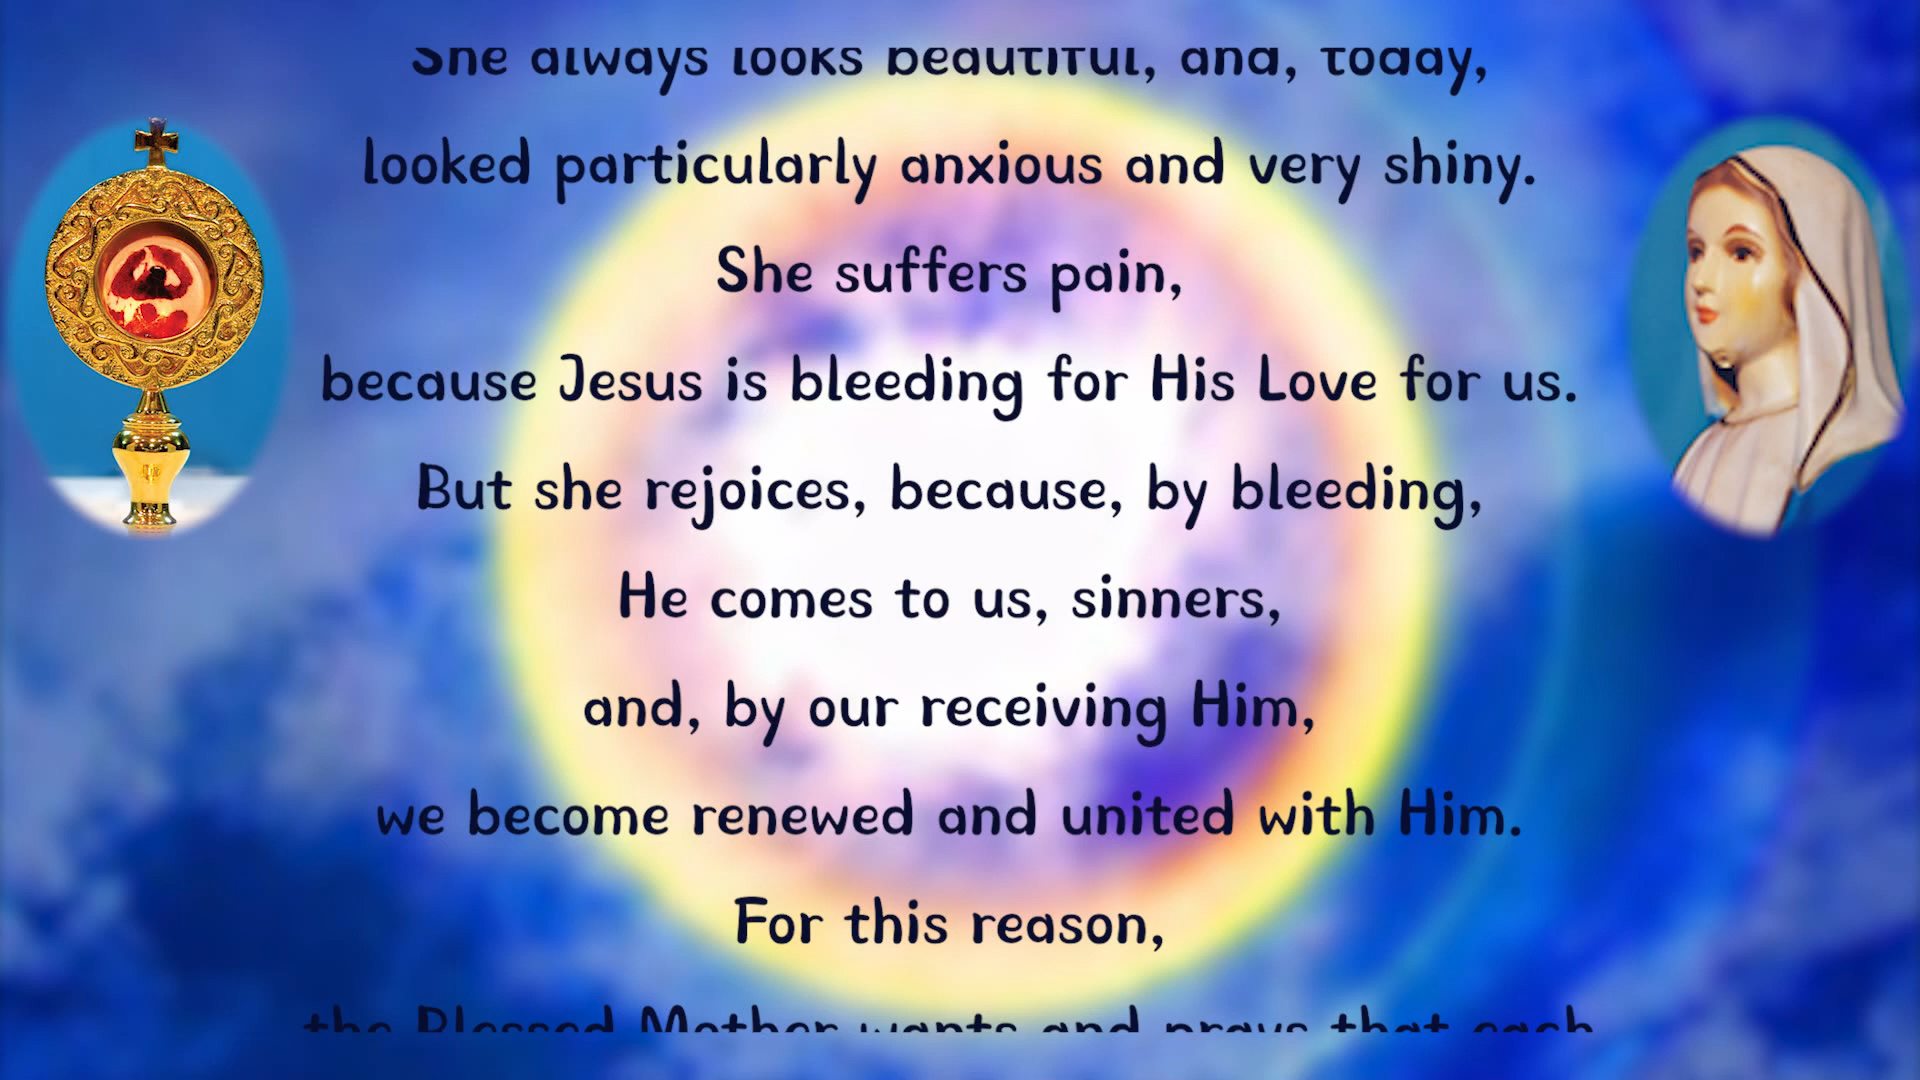 She always looks beautiful, and, today,
looked particularly anxious and very shiny.
She suffers pain,
because Jesus is bleeding for His Love for us.
But she rejoices, because, by bleeding,
He comes to us, sinners,
and, by our receiving Him,
we become renewed and united with Him.
For this reason,
the Blessed Mother wants and prays that each